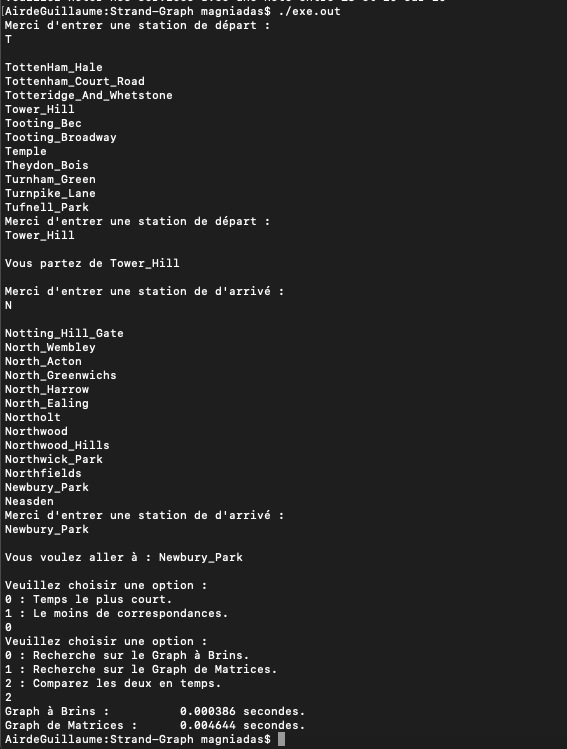 AirdeGuillaume:Strand-Graph magniadas$ ./exe.out
Merci d'entrer une station de départ :
T
TottenHam_Hale
Tottenham_Court_Road
Totteridge_And_Whetstone
Tower_Hill
Tooting_Bec
Tooting_Broadway
Temple
Theydon_Bois
Turnham_Green
Turnpike_Lane
Tufnell_Park
Merci d'entrer une station de départ :
Tower_Hill
Vous partez de Tower_Hill
Merci d'entrer une station de d'arrivé :
N
Notting_Hill_Gate
North_Wembley
North_Acton
North_Greenwichs
North_Harrow
North_Ealing
Northolt
Northwood
Northwood_Hills
Northwick_Park
Northfields
Newbury_Park
Neasden
Merci d'entrer une station de d'arrivé :
Newbury_Park
Vous voulez aller à : Newbury_Park
Veuillez choisir une option :
0 : Temps le plus court.
1 : Le moins de correspondances.
0
Veuillez choisir une option :
0 : Recherche sur le Graph à Brins.
1 : Recherche sur le Graph de Matrices.
2 : Comparez les deux en temps.
2
Graph à Brins : 0.000386 secondes.
Graph de Matrices : 0.004644 secondes.
AirdeGuillaume:Strand-Graph magniadas$